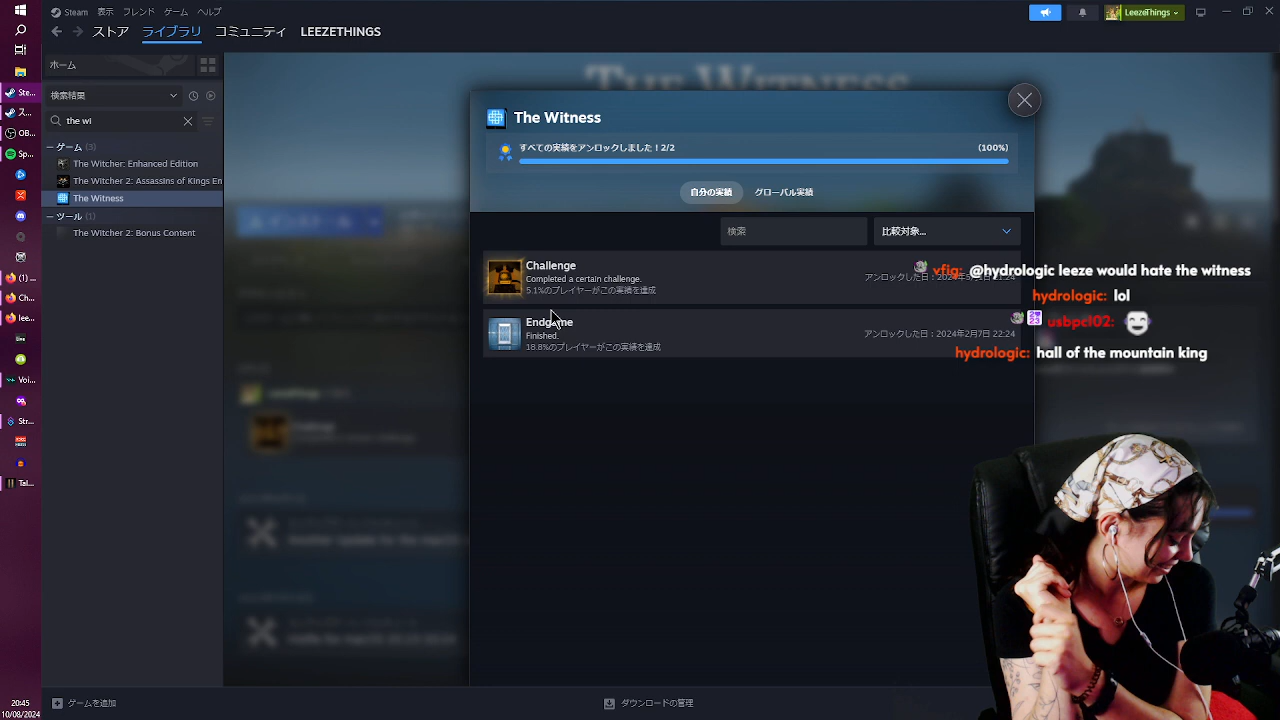 Steam 表示 フレンド ゲーム ヘルプ
LeezeThings
ストア ライブラリ コミュニティ LEEZETHINGS
ホーム
検索結果
the wi
ゲーム (3)
The Witcher: Enhanced Edition
The Witcher 2: Assassins of Kings En
The Witness
ツール (1)
The Witcher 2: Bonus Content
THE WITNESS
The Witness
すべての実績をアンロックしました！2/2 (100%)
自分の実績 グローバル実績
検索 比較対象...
Challenge
Completed a certain challenge.
5.1%のプレイヤーがこの実績を達成
Endgame
Finished.
18.8%のプレイヤーがこの実績を達成
アンロックした日：2024年2月7日 22:24
vfig: @hydrologic leeze would hate the witness
hydrologic: lol
usbpcl02:
hydrologic: hall of the mountain king
インストール
ゲームを追加
ダウンロードの管理
20:45
10/08/2024